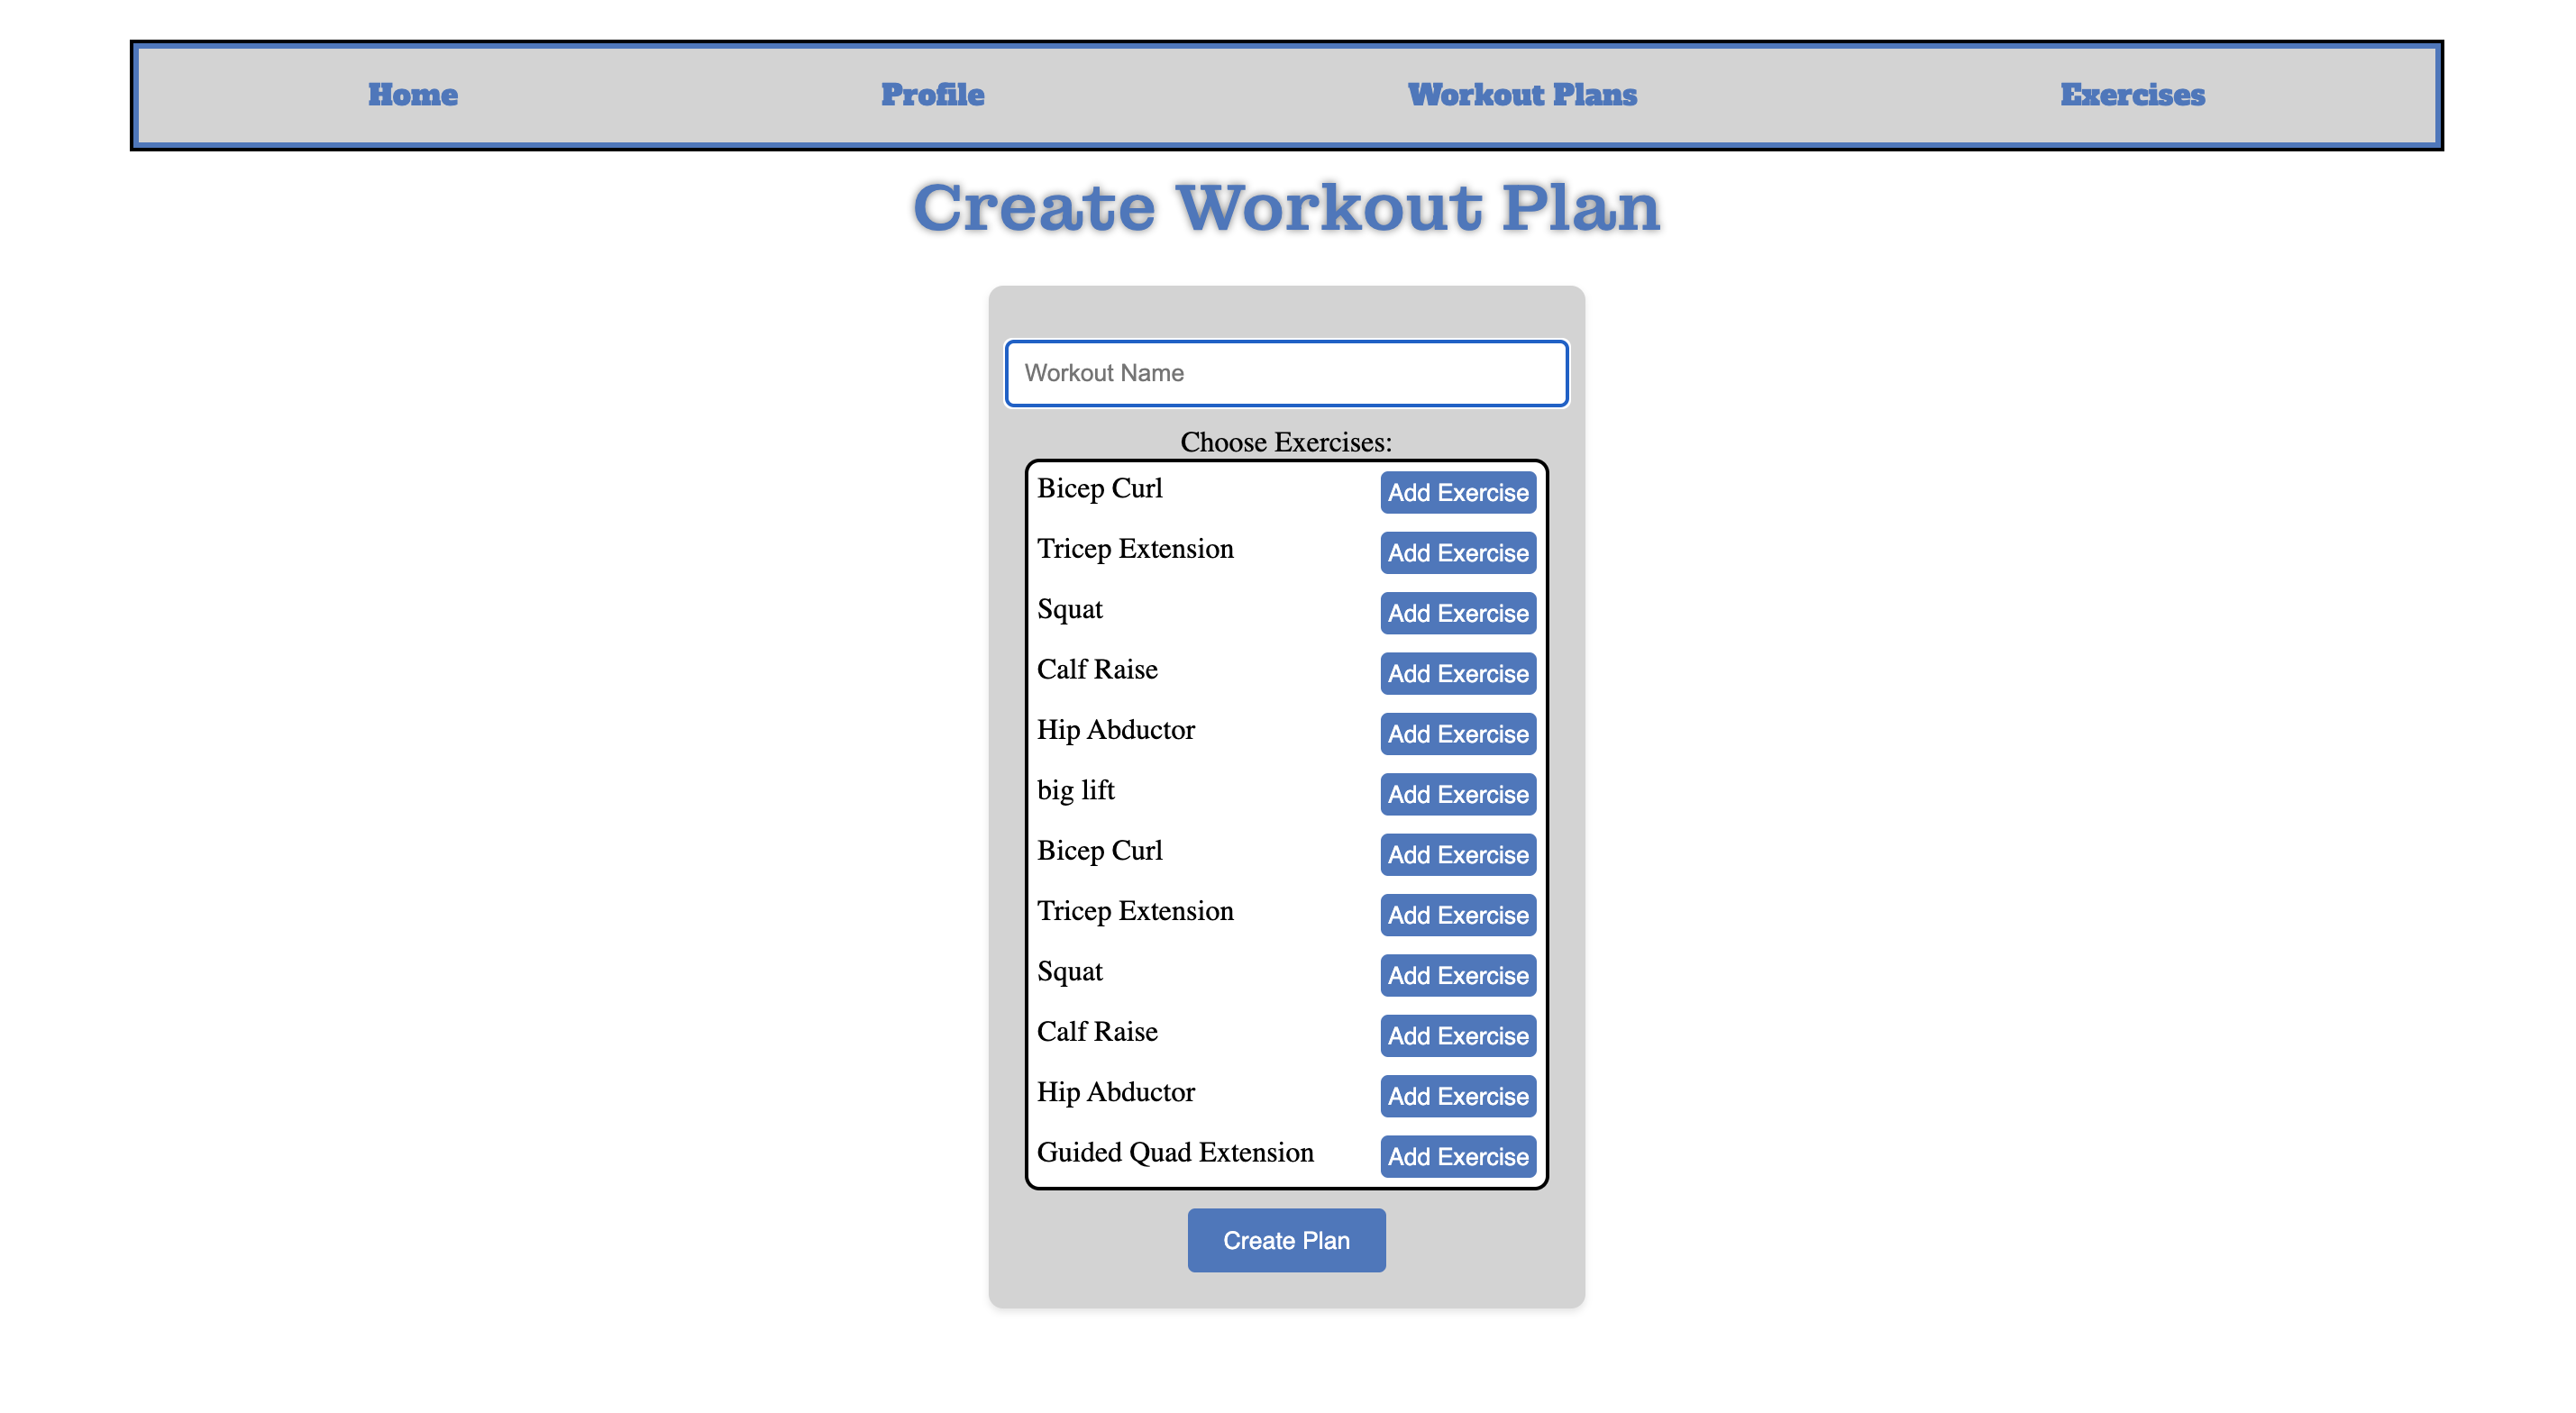 Home Profile Workout Plans Exercises
Create Workout Plan
Workout Name
Choose Exercises:
Bicep Curl Add Exercise
Tricep Extension Add Exercise
Squat Add Exercise
Calf Raise Add Exercise
Hip Abductor Add Exercise
big lift Add Exercise
Bicep Curl Add Exercise
Tricep Extension Add Exercise
Squat Add Exercise
Calf Raise Add Exercise
Hip Abductor Add Exercise
Guided Quad Extension Add Exercise
Create Plan